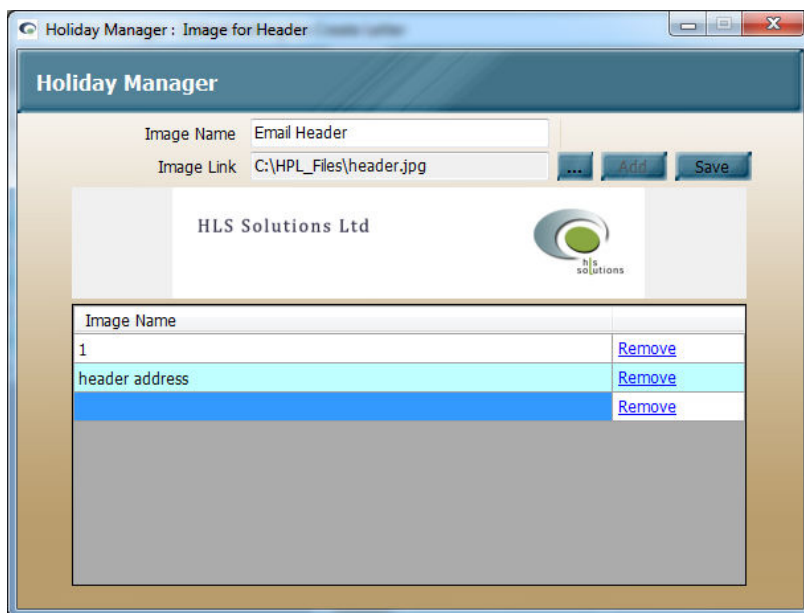 Holiday Manager : Image for Header
Holiday Manager
Image Name Email Header
Image Link C:\HPL_Files\header.jpg ... Add Save
HLS Solutions Ltd
hls
solutions
Image Name
1 Remove
header address Remove
Remove